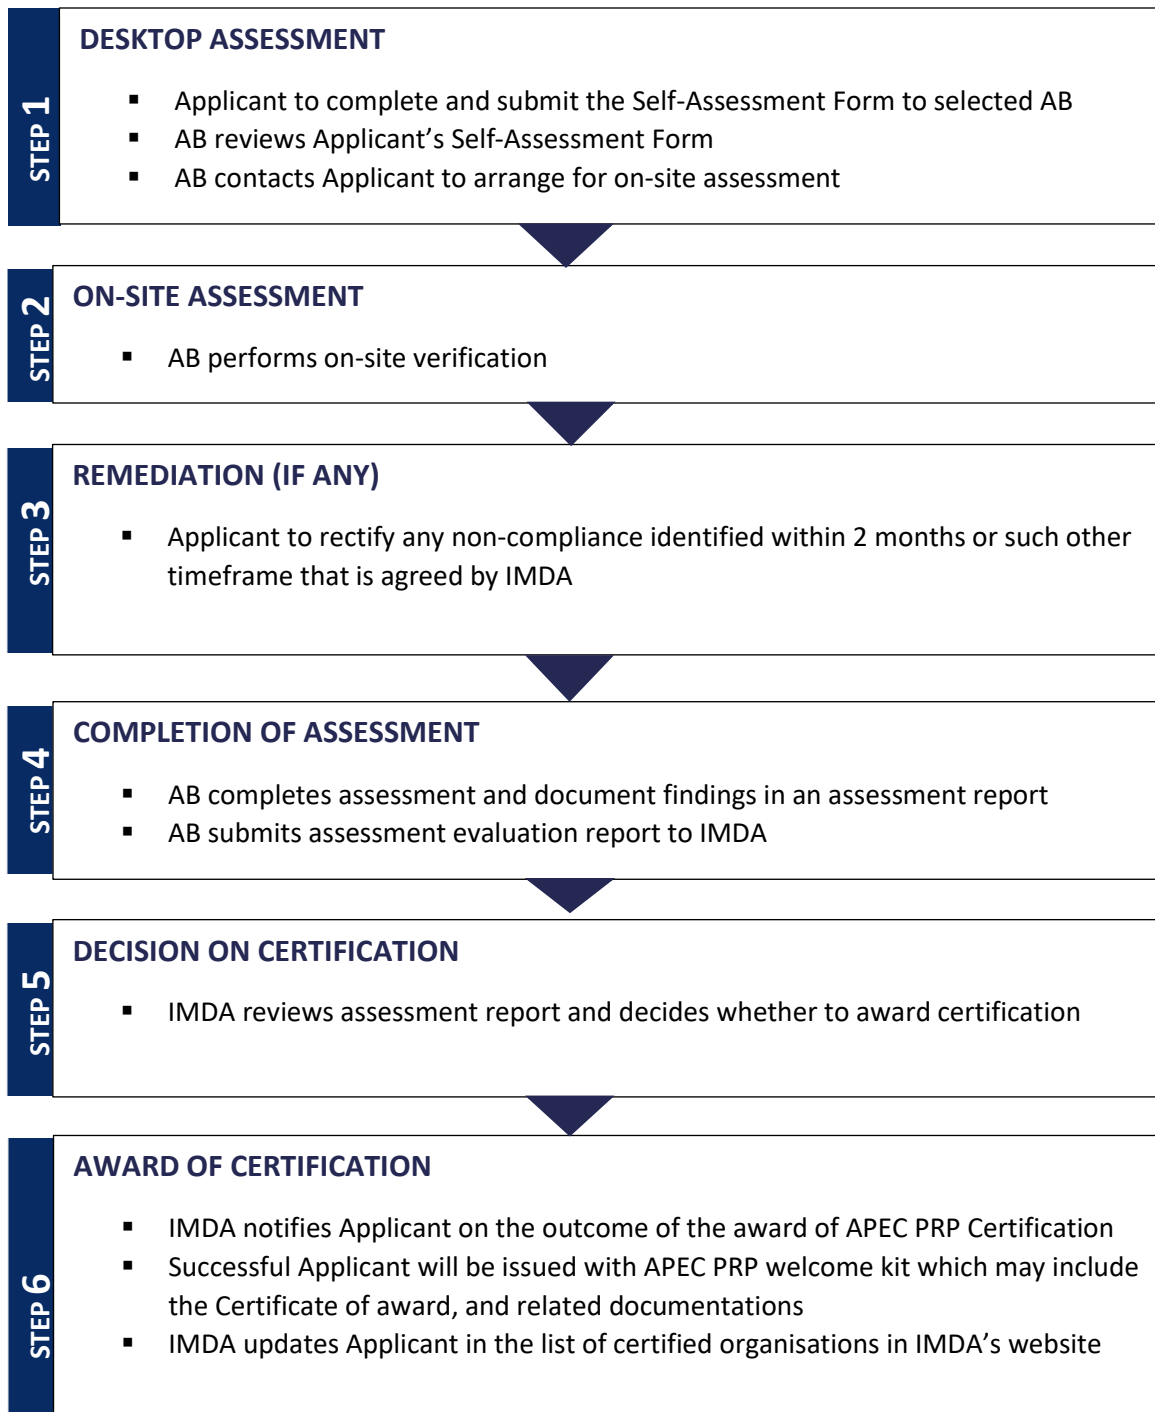 STEP 1
DESKTOP ASSESSMENT
▪ Applicant to complete and submit the Self-Assessment Form to selected AB
▪ AB reviews Applicant’s Self-Assessment Form
▪ AB contacts Applicant to arrange for on-site assessment
STEP 2
ON-SITE ASSESSMENT
▪ AB performs on-site verification
STEP 3
REMEDIATION (IF ANY)
▪ Applicant to rectify any non-compliance identified within 2 months or such other
timeframe that is agreed by IMDA
STEP 4
COMPLETION OF ASSESSMENT
▪ AB completes assessment and document findings in an assessment report
▪ AB submits assessment evaluation report to IMDA
STEP 5
DECISION ON CERTIFICATION
▪ IMDA reviews assessment report and decides whether to award certification
STEP 6
AWARD OF CERTIFICATION
▪ IMDA notifies Applicant on the outcome of the award of APEC PRP Certification
▪ Successful Applicant will be issued with APEC PRP welcome kit which may include
the Certificate of award, and related documentations
▪ IMDA updates Applicant in the list of certified organisations in IMDA’s website